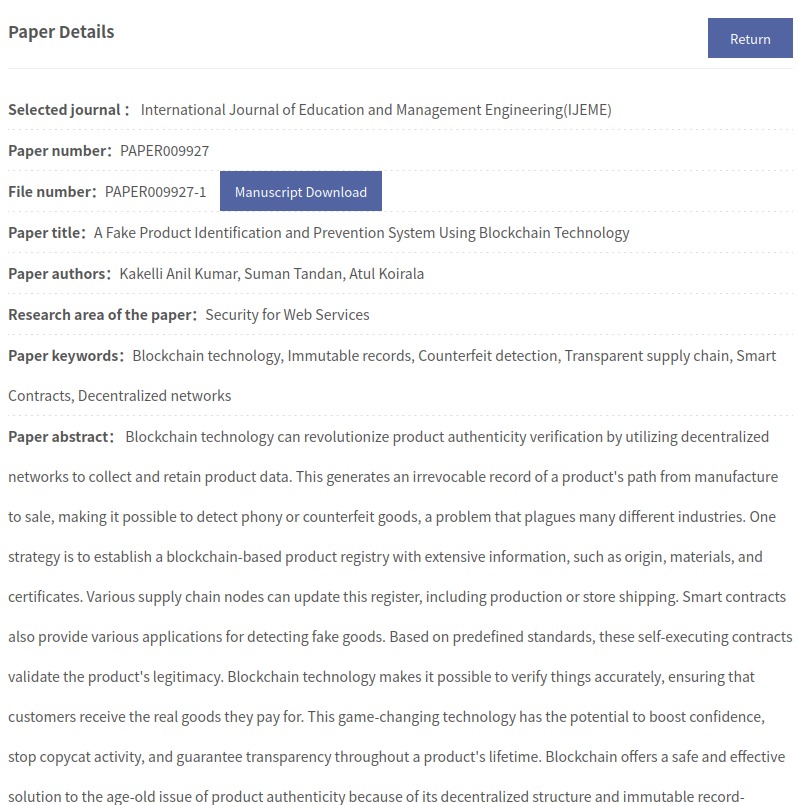 Paper Details
Return
Selected journal： International Journal of Education and Management Engineering(IJEME)
Paper number：PAPER009927
File number：PAPER009927-1 Manuscript Download
Paper title：A Fake Product Identification and Prevention System Using Blockchain Technology
Paper authors：Kakelli Anil Kumar, Suman Tandan, Atul Koirala
Research area of the paper：Security for Web Services
Paper keywords：Blockchain technology, Immutable records, Counterfeit detection, Transparent supply chain, Smart
Contracts, Decentralized networks
Paper abstract： Blockchain technology can revolutionize product authenticity verification by utilizing decentralized
networks to collect and retain product data. This generates an irrevocable record of a product's path from manufacture
to sale, making it possible to detect phony or counterfeit goods, a problem that plagues many different industries. One
strategy is to establish a blockchain-based product registry with extensive information, such as origin, materials, and
certificates. Various supply chain nodes can update this register, including production or store shipping. Smart contracts
also provide various applications for detecting fake goods. Based on predefined standards, these self-executing contracts
validate the product's legitimacy. Blockchain technology makes it possible to verify things accurately, ensuring that
customers receive the real goods they pay for. This game-changing technology has the potential to boost confidence,
stop copycat activity, and guarantee transparency throughout a product's lifetime. Blockchain offers a safe and effective
solution to the age-old issue of product authenticity because of its decentralized structure and immutable record-